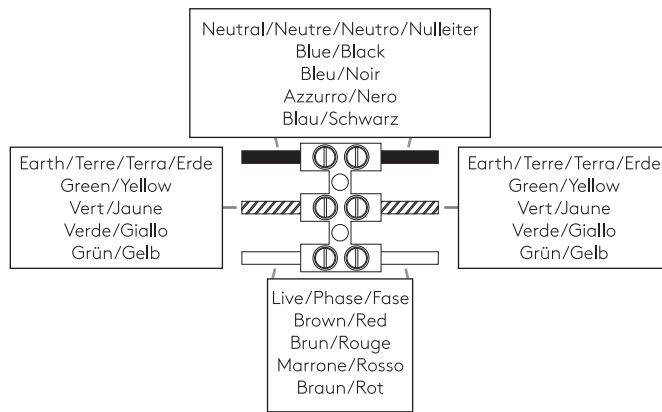 Neutral/Neutre/Neutro/Nulleiter
Blue/Black
Bleu/Noir
Azzurro/Nero
Blau/Schwarz
Earth/Terre/Terra/Erde
Green/Yellow
Vert/Jaune
Verde/Giallo
Grün/Gelb
Earth/Terre/Terra/Erde
Green/Yellow
Vert/Jaune
Verde/Giallo
Grün/Gelb
Live/Phase/Fase
Brown/Red
Brun/Rouge
Marrone/Rosso
Braun/Rot